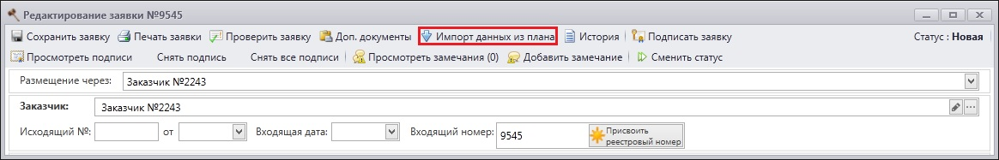 Редактирование заявки №9545
Сохранить заявку Печать заявки Проверить заявку Доп. документы Импорт данных из плана История Подписать заявку Статус : Новая
Просмотреть подписи Снять подпись Снять все подписи Просмотреть замечания (0) Добавить замечание Сменить статус
Размещение через: Заказчик №2243
Заказчик: Заказчик №2243
Исходящий №: от Входящая дата: Входящий номер: 9545 Присвоить
реестровый номер